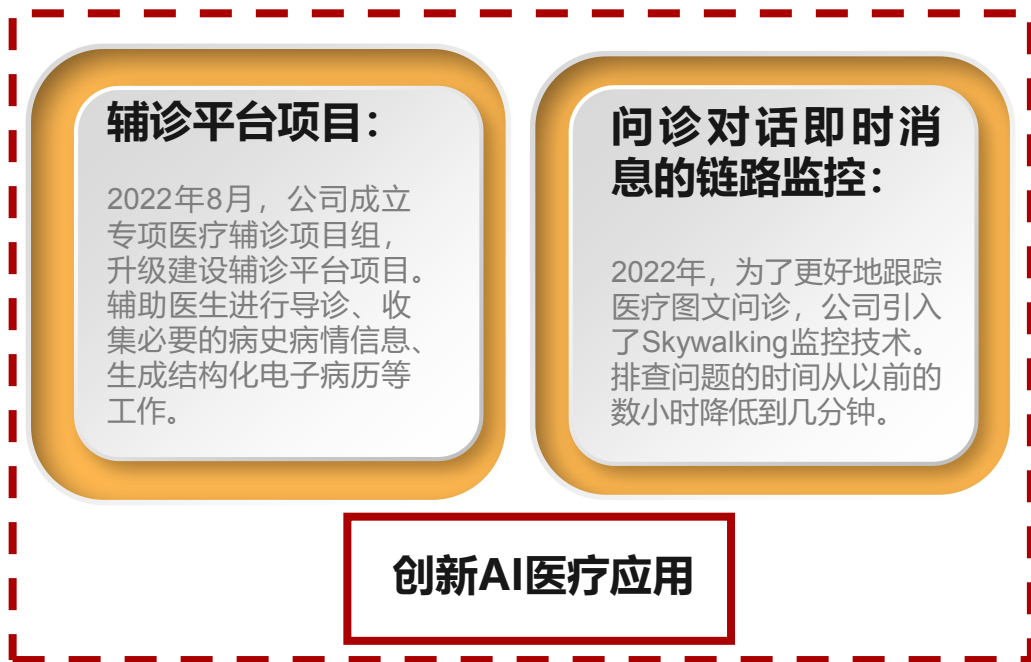 辅诊平台项目：
2022年8月，公司成立
专项医疗辅诊项目组，
升级建设辅诊平台项目。
辅助医生进行导诊、收
集必要的病史病情信息、
生成结构化电子病历等
工作。
问诊对话即时消
息的链路监控：
2022年，为了更好地跟踪
医疗图文问诊，公司引入
了Skywalking监控技术。
排查问题的时间从以前的
数小时降低到几分钟。
创新AI医疗应用